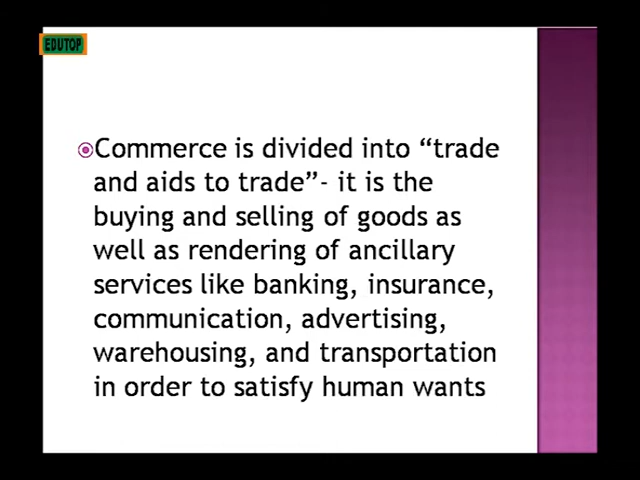 EDUTOP
Commerce is divided into “trade
and aids to trade”- it is the
buying and selling of goods as
well as rendering of ancillary
services like banking, insurance,
communication, advertising,
warehousing, and transportation
in order to satisfy human wants